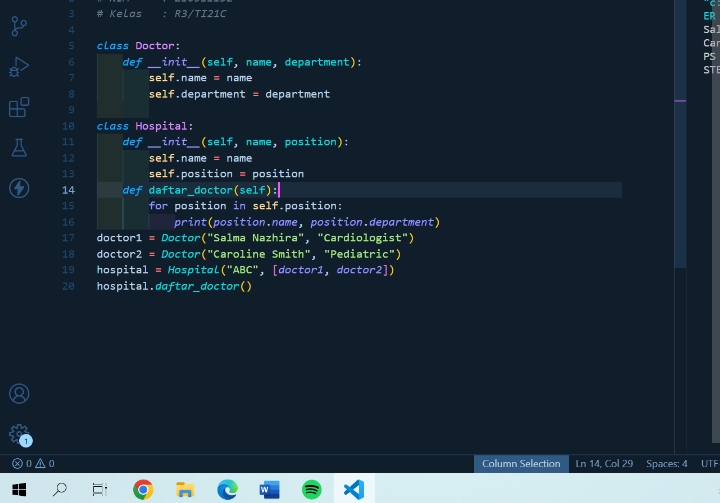 3 # Kelas : R3/TI21C
4
5 class Doctor:
6 def __init__(self, name, department):
7 self.name = name
8 self.department = department
9
10 class Hospital:
11 def __init__(self, name, position):
12 self.name = name
13 self.position = position
14 def daftar_doctor(self):
15 for position in self.position:
16 print(position.name, position.department)
17 doctor1 = Doctor("Salma Nazhira", "Cardiologist")
18 doctor2 = Doctor("Caroline Smith", "Pediatric")
19 hospital = Hospital("ABC", [doctor1, doctor2])
20 hospital.daftar_doctor()
"c:
ER
Sal
Car
PS
STE
1
0 0 Column Selection Ln 14, Col 29 Spaces: 4 UTF